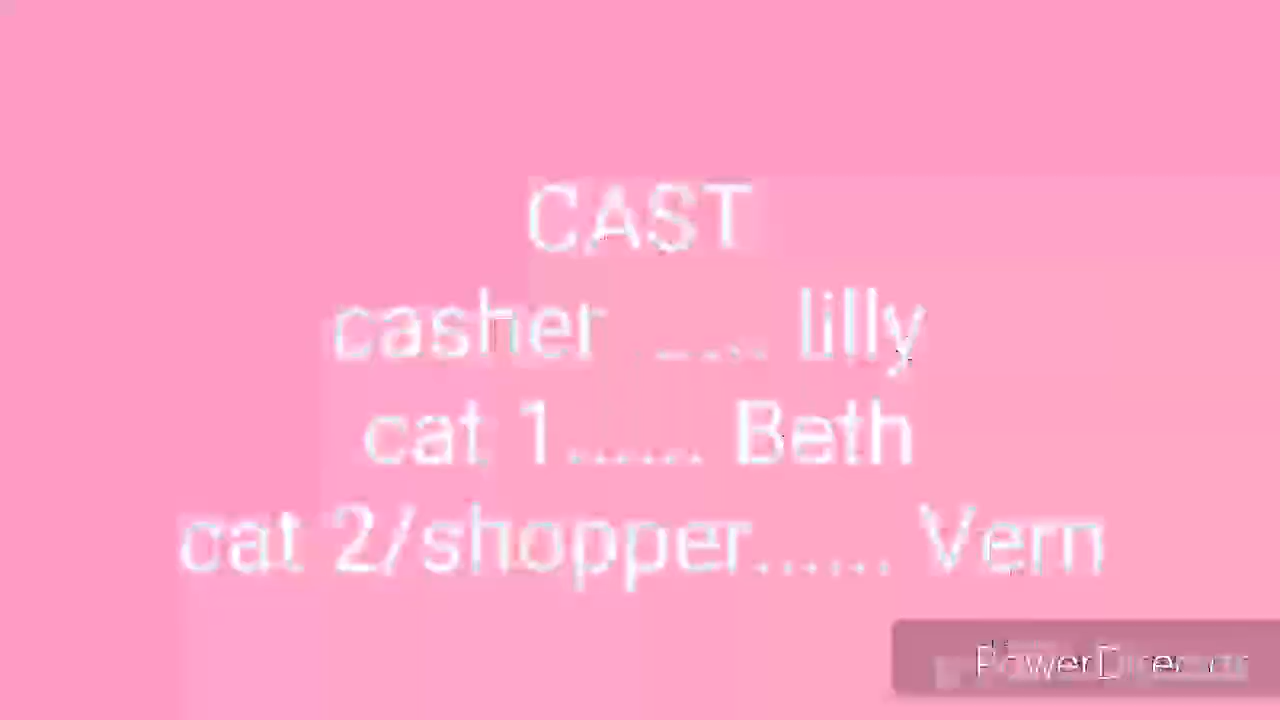 CAST
casher ...... lilly
cat 1...... Beth
cat 2/shopper...... Vern
PowerDirector